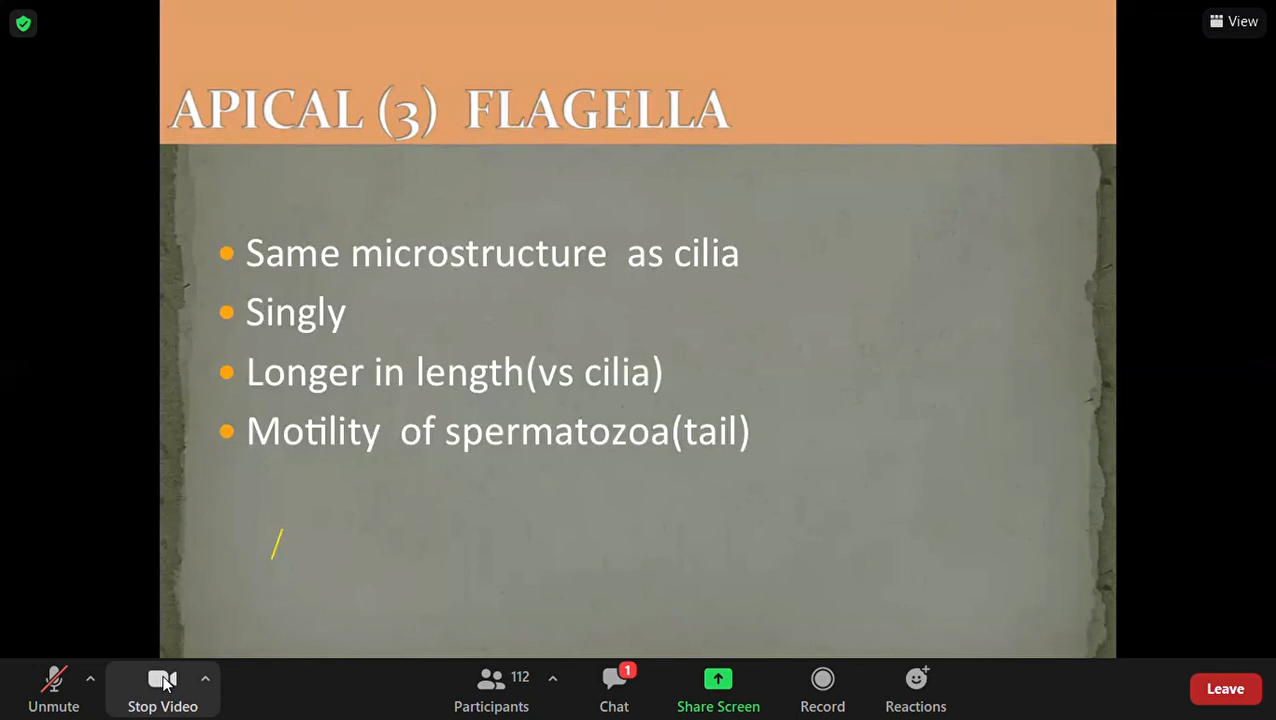 View
APICAL (3) FLAGELLA
Same microstructure as cilia
Singly
Longer in length(vs cilia)
Motility of spermatozoa(tail)
Unmute
Stop Video
112
Participants
1
Chat
Share Screen
Record
Reactions
Leave